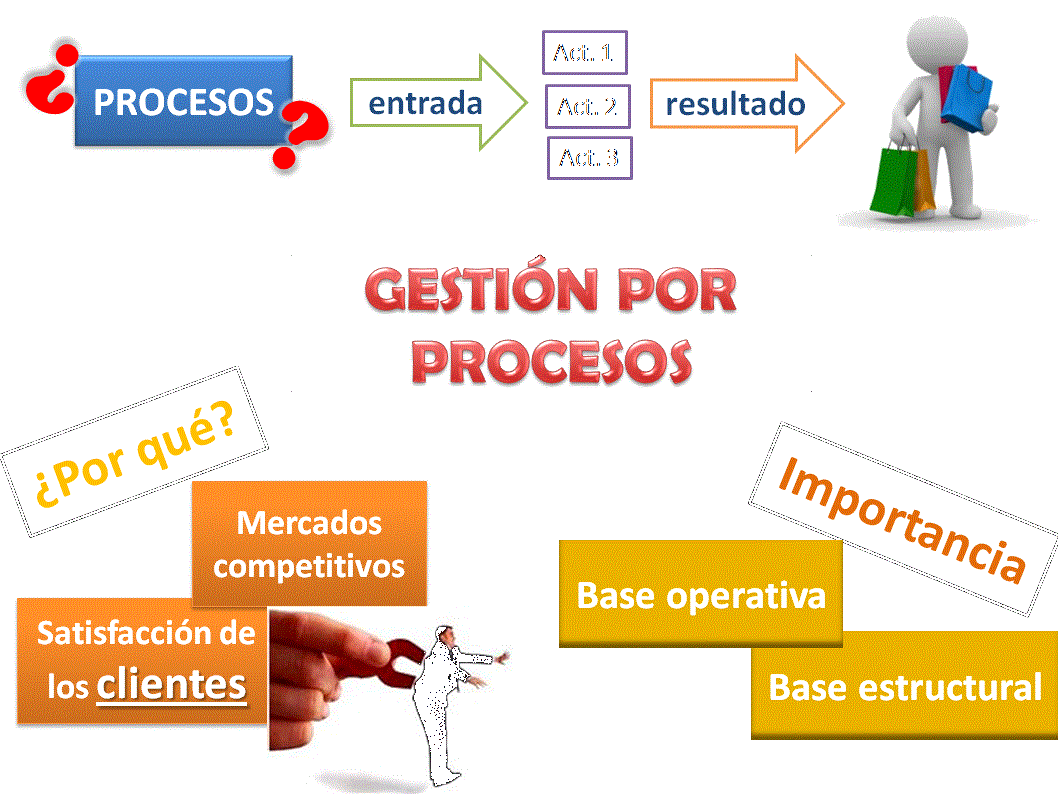 ¿
PROCESOS
?
entrada
Act. 1
Act. 2
Act. 3
resultado
GESTIÓN POR
PROCESOS
¿Por qué?
Mercados
competitivos
Satisfacción de
los clientes
Importancia
Base operativa
Base estructural